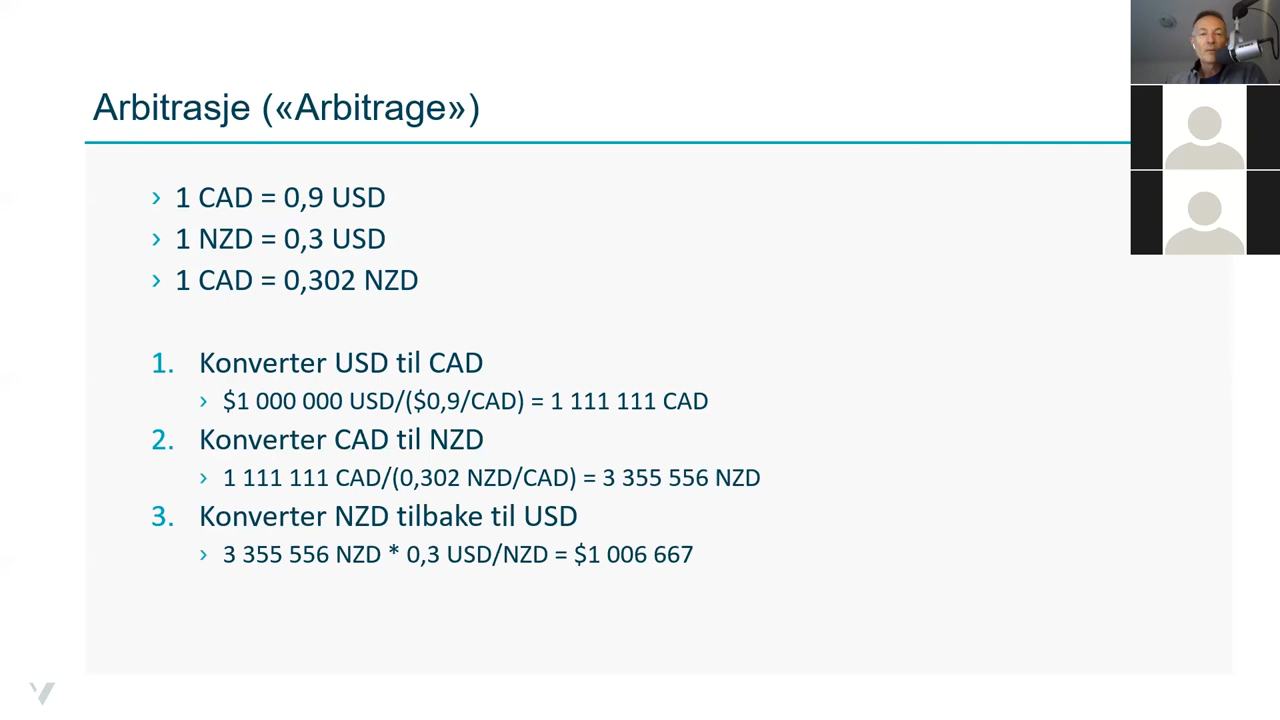 Arbitrasje («Arbitrage»)
› 1 CAD = 0,9 USD
› 1 NZD = 0,3 USD
› 1 CAD = 0,302 NZD
1. Konverter USD til CAD
› $1 000 000 USD/($0,9/CAD) = 1 111 111 CAD
2. Konverter CAD til NZD
› 1 111 111 CAD/(0,302 NZD/CAD) = 3 355 556 NZD
3. Konverter NZD tilbake til USD
› 3 355 556 NZD * 0,3 USD/NZD = $1 006 667